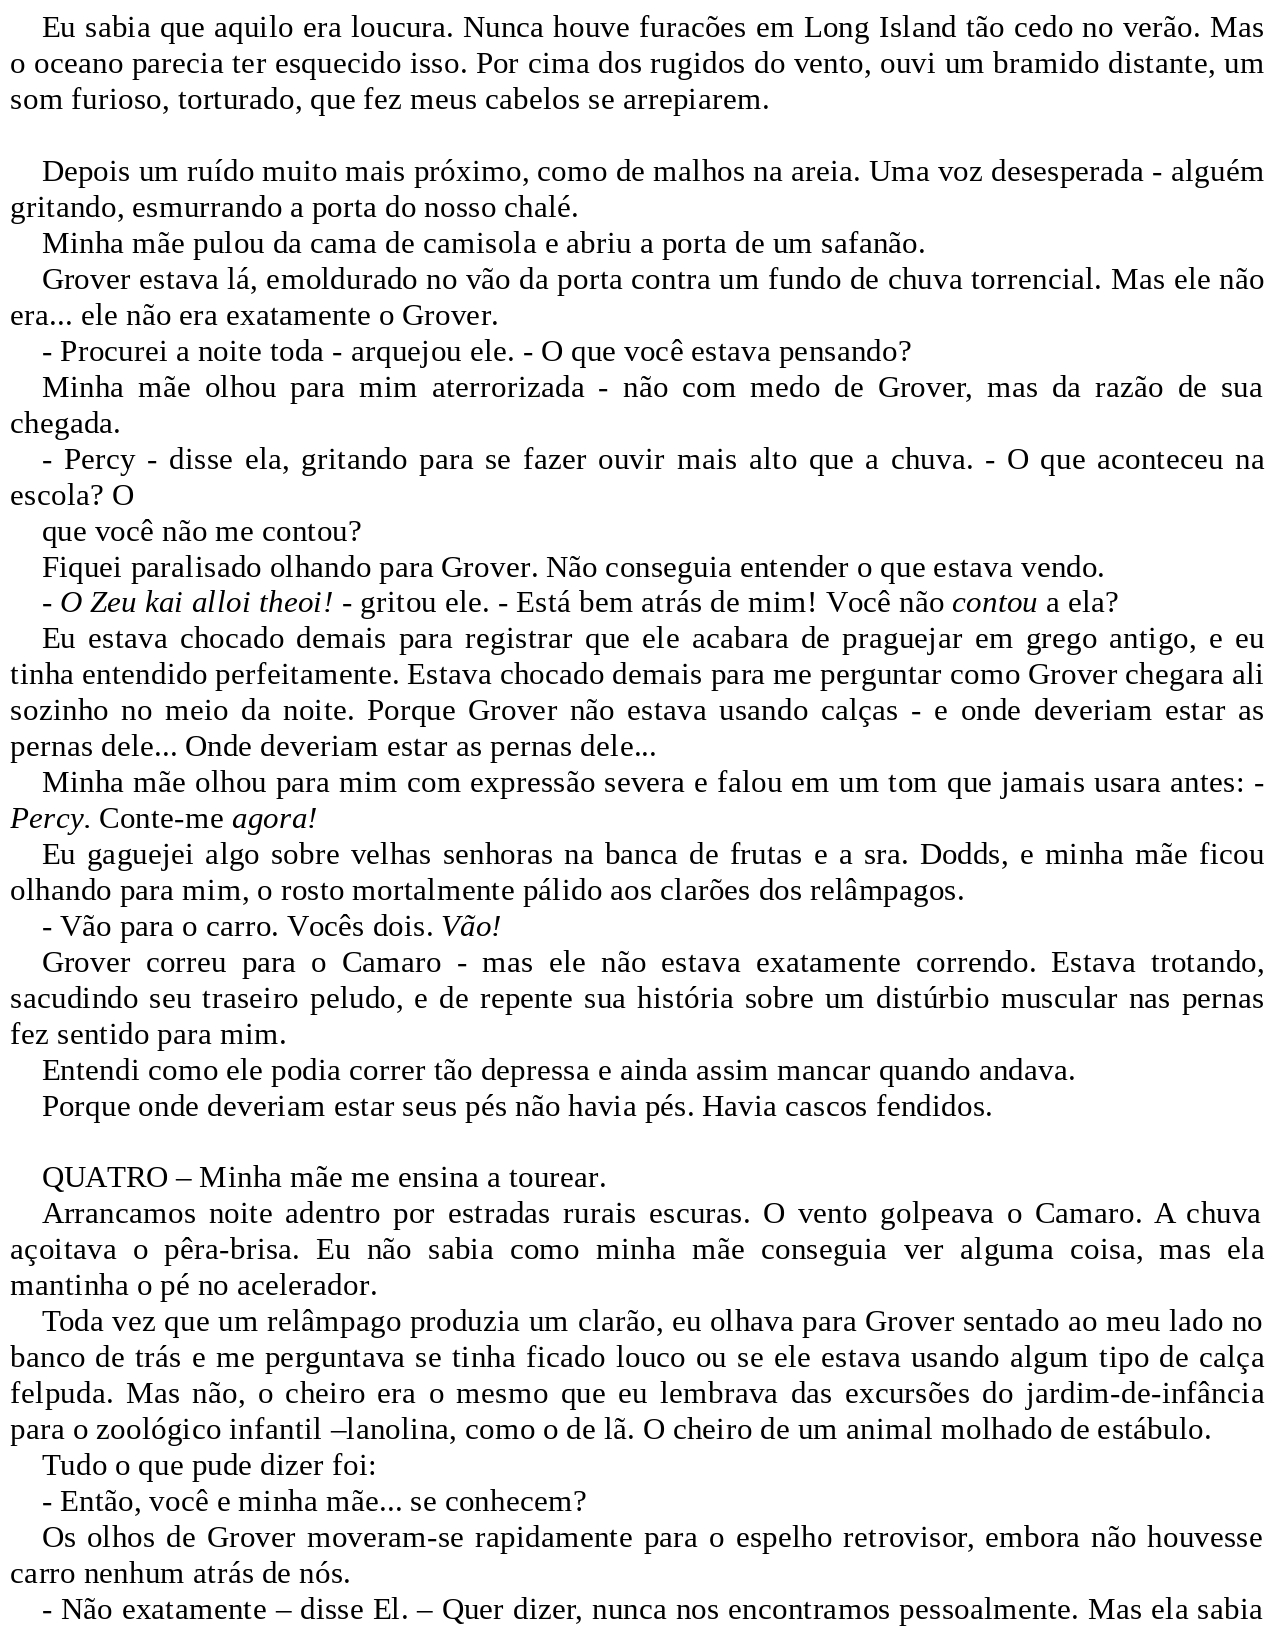 Eu sabia que aquilo era loucura. Nunca houve furacões em Long Island tão cedo no verão. Mas
o oceano parecia ter esquecido isso. Por cima dos rugidos do vento, ouvi um bramido distante, um
som furioso, torturado, que fez meus cabelos se arrepiarem.
Depois um ruído muito mais próximo, como de malhos na areia. Uma voz desesperada - alguém
gritando, esmurrando a porta do nosso chalé.
Minha mãe pulou da cama de camisola e abriu a porta de um safanão.
Grover estava lá, emoldurado no vão da porta contra um fundo de chuva torrencial. Mas ele não
era... ele não era exatamente o Grover.
- Procurei a noite toda - arquejou ele. - O que você estava pensando?
Minha mãe olhou para mim aterrorizada - não com medo de Grover, mas da razão de sua
chegada.
- Percy - disse ela, gritando para se fazer ouvir mais alto que a chuva. - O que aconteceu na
escola? O
que você não me contou?
Fiquei paralisado olhando para Grover. Não conseguia entender o que estava vendo.
- O Zeu kai alloi theoi! - gritou ele. - Está bem atrás de mim! Você não contou a ela?
Eu estava chocado demais para registrar que ele acabara de praguejar em grego antigo, e eu
tinha entendido perfeitamente. Estava chocado demais para me perguntar como Grover chegara ali
sozinho no meio da noite. Porque Grover não estava usando calças - e onde deveriam estar as
pernas dele... Onde deveriam estar as pernas dele...
Minha mãe olhou para mim com expressão severa e falou em um tom que jamais usara antes: -
Percy. Conte-me agora!
Eu gaguejei algo sobre velhas senhoras na banca de frutas e a sra. Dodds, e minha mãe ficou
olhando para mim, o rosto mortalmente pálido aos clarões dos relâmpagos.
- Vão para o carro. Vocês dois. Vão!
Grover correu para o Camaro - mas ele não estava exatamente correndo. Estava trotando,
sacudindo seu traseiro peludo, e de repente sua história sobre um distúrbio muscular nas pernas
fez sentido para mim.
Entendi como ele podia correr tão depressa e ainda assim mancar quando andava.
Porque onde deveriam estar seus pés não havia pés. Havia cascos fendidos.
QUATRO – Minha mãe me ensina a tourear.
Arrancamos noite adentro por estradas rurais escuras. O vento golpeava o Camaro. A chuva
açoitava o pêra-brisa. Eu não sabia como minha mãe conseguia ver alguma coisa, mas ela
mantinha o pé no acelerador.
Toda vez que um relâmpago produzia um clarão, eu olhava para Grover sentado ao meu lado no
banco de trás e me perguntava se tinha ficado louco ou se ele estava usando algum tipo de calça
felpuda. Mas não, o cheiro era o mesmo que eu lembrava das excursões do jardim-de-infância
para o zoológico infantil –lanolina, como o de lã. O cheiro de um animal molhado de estábulo.
Tudo o que pude dizer foi:
- Então, você e minha mãe... se conhecem?
Os olhos de Grover moveram-se rapidamente para o espelho retrovisor, embora não houvesse
carro nenhum atrás de nós.
- Não exatamente – disse El. – Quer dizer, nunca nos encontramos pessoalmente. Mas ela sabia